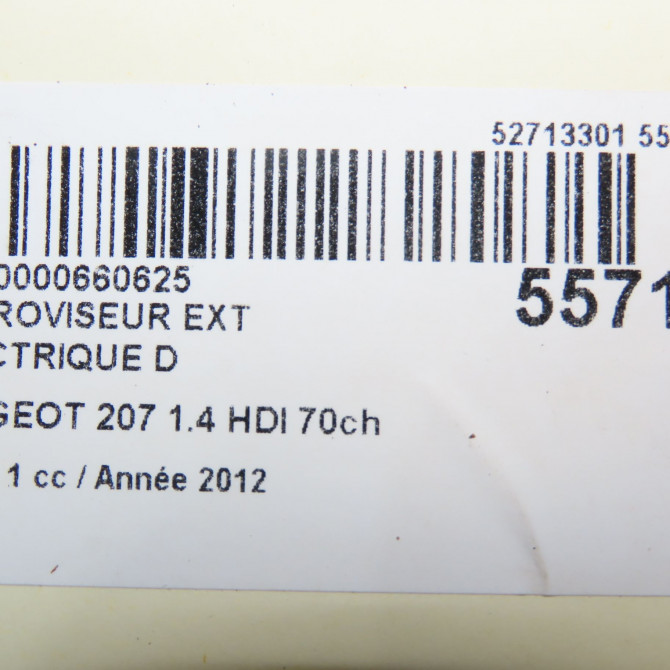 52713301 55
0000660625
ROVISEUR EXT
CTRIQUE D
5571
GEOT 207 1.4 HDI 70ch
1 cc / Année 2012